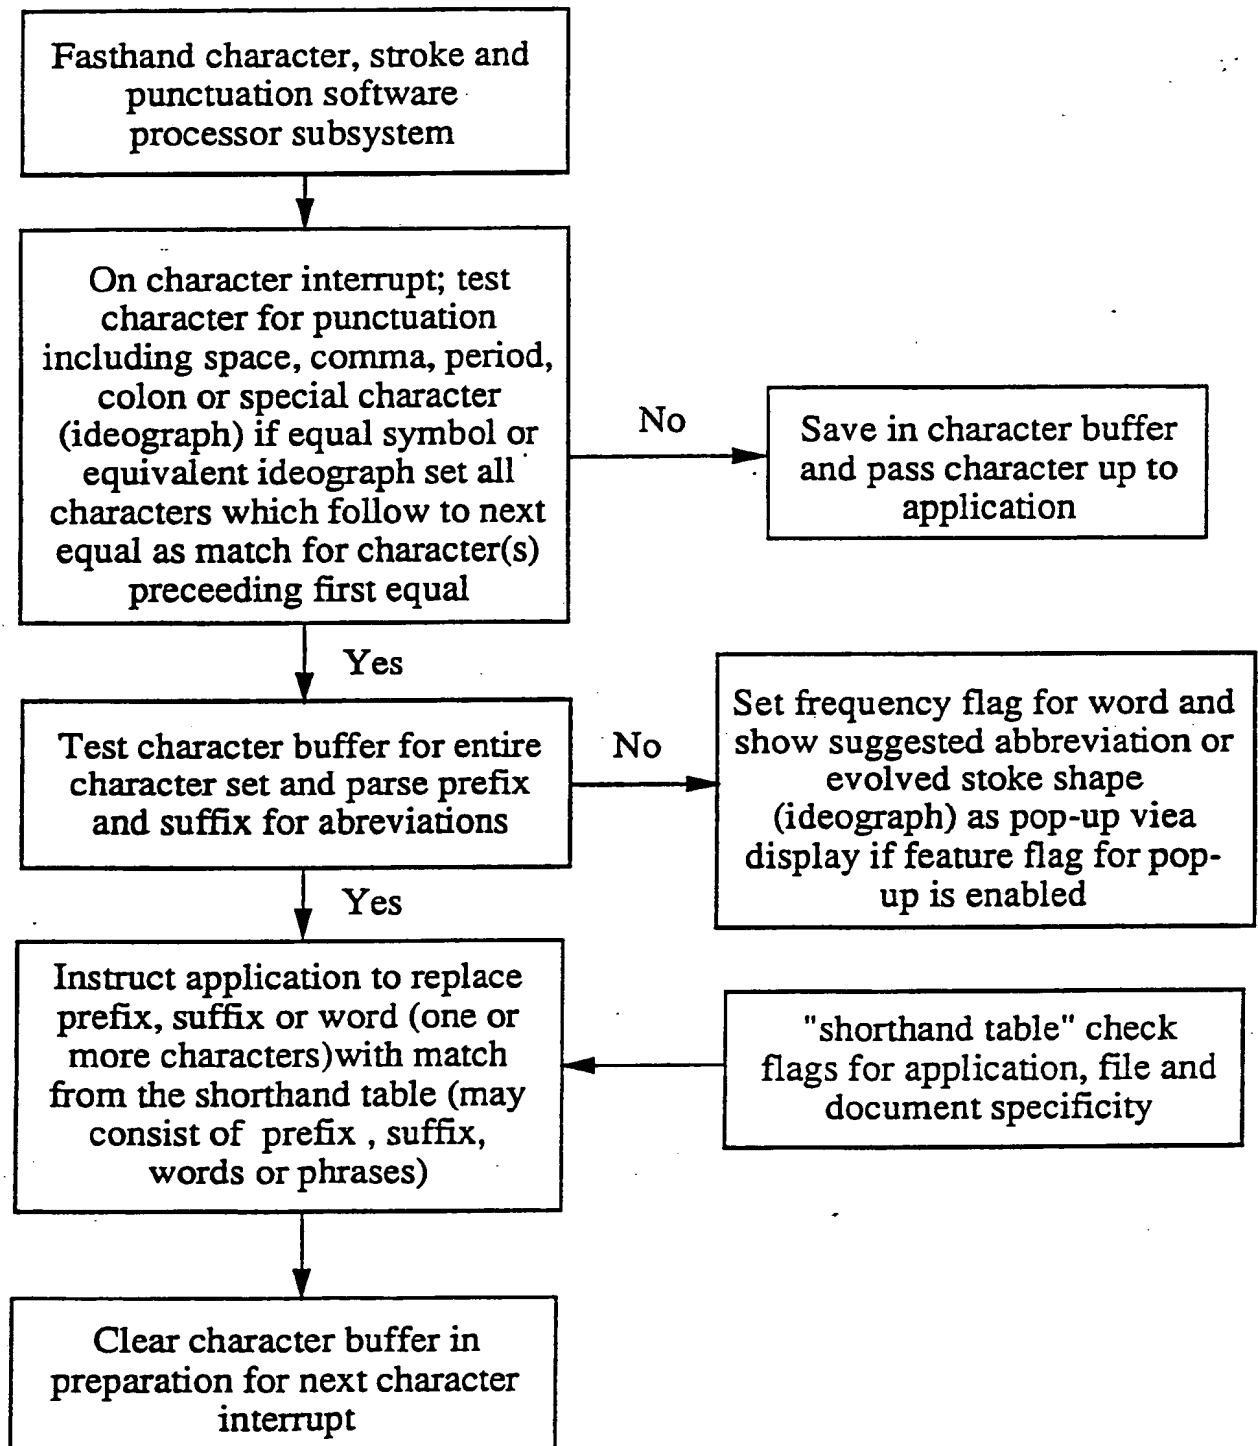 Fasthand character, stroke and
punctuation software
processor subsystem
On character interrupt; test
character for punctuation
including space, comma, period,
colon or special character
(ideograph) if equal symbol or
equivalent ideograph set all
characters which follow to next
equal as match for character(s)
preceeding first equal
No
Save in character buffer
and pass character up to
application
Yes
Test character buffer for entire
character set and parse prefix
and suffix for abreviations
No
Set frequency flag for word and
show suggested abbreviation or
evolved stoke shape
(ideograph) as pop-up viea
display if feature flag for pop-
up is enabled
Yes
Instruct application to replace
prefix, suffix or word (one or
more characters)with match
from the shorthand table (may
consist of prefix , suffix,
words or phrases)
"shorthand table" check
flags for application, file and
document specificity
Clear character buffer in
preparation for next character
interrupt